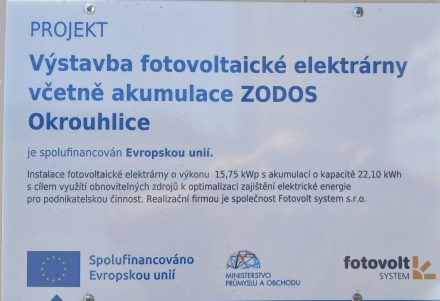 PROJEKT
Výstavba fotovoltaické elektrárny
včetně akumulace ZODOS
Okrouhlice
je spolufinancován Evropskou unií.
Instalace fotovoltaické elektrárny o výkonu 15,75 kWp s akumulací o kapacitě 22,10 kWh
s cílem využití obnovitelných zdrojů k optimalizaci zajištění elektrické energie
pro podnikatelskou činnost. Realizační firmou je společnost Fotovolt system s.r.o.
Spolufinancováno
Evropskou unií
MINISTERSTVO
PRŮMYSLU A OBCHODU
fotovolt
SYSTEM